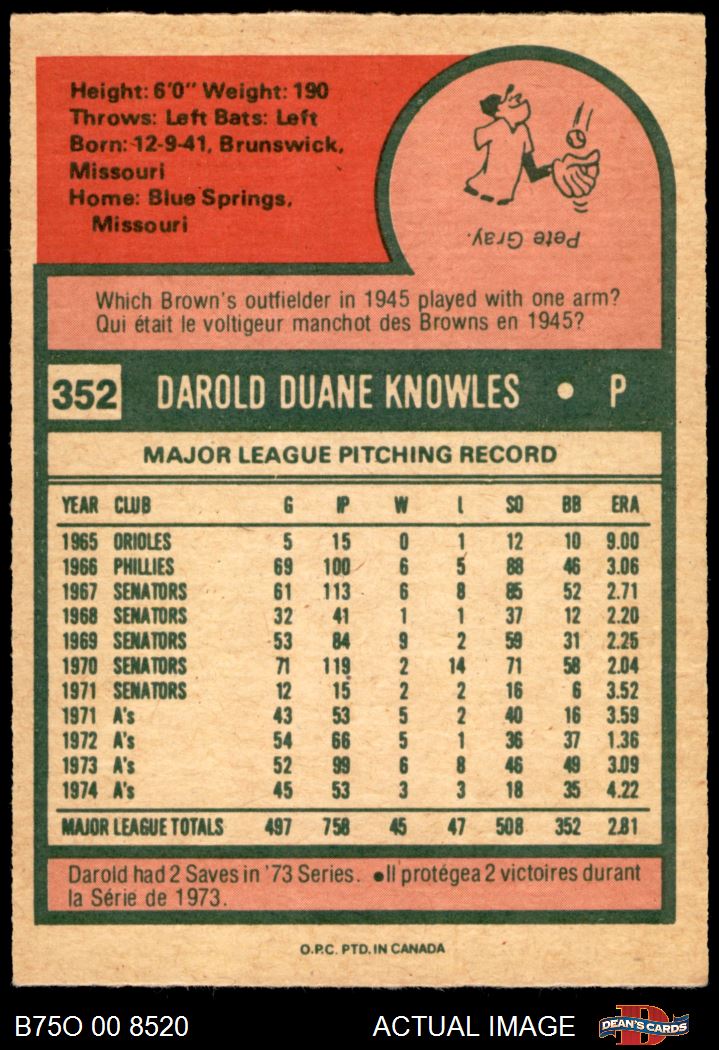 Height: 6'0" Weight: 190
Throws: Left Bats: Left
Born: 12-9-41, Brunswick,
Missouri
Home: Blue Springs,
Missouri
Pete Gray.
Which Brown's outfielder in 1945 played with one arm?
Qui était le voltigeur manchot des Browns en 1945?
352 DAROLD DUANE KNOWLES • P
MAJOR LEAGUE PITCHING RECORD
YEAR CLUB G IP W L SO BB ERA
1965 ORIOLES 5 15 0 1 12 10 9.00
1966 PHILLIES 69 100 6 5 88 46 3.06
1967 SENATORS 61 113 6 8 85 52 2.71
1968 SENATORS 32 41 1 1 37 12 2.20
1969 SENATORS 53 84 9 2 59 31 2.25
1970 SENATORS 71 119 2 14 71 58 2.04
1971 SENATORS 12 15 2 2 16 6 3.52
1971 A's 43 53 5 2 40 16 3.59
1972 A's 54 66 5 1 36 37 1.36
1973 A's 52 99 6 8 46 49 3.09
1974 A's 45 53 3 3 18 35 4.22
MAJOR LEAGUE TOTALS 497 758 45 47 508 352 2.81
Darold had 2 Saves in '73 Series. •Il protégea 2 victoires durant
la Série de 1973.
O.P.C. PTD. IN CANADA
B75O 00 8520 ACTUAL IMAGE D DEAN'S CARDS